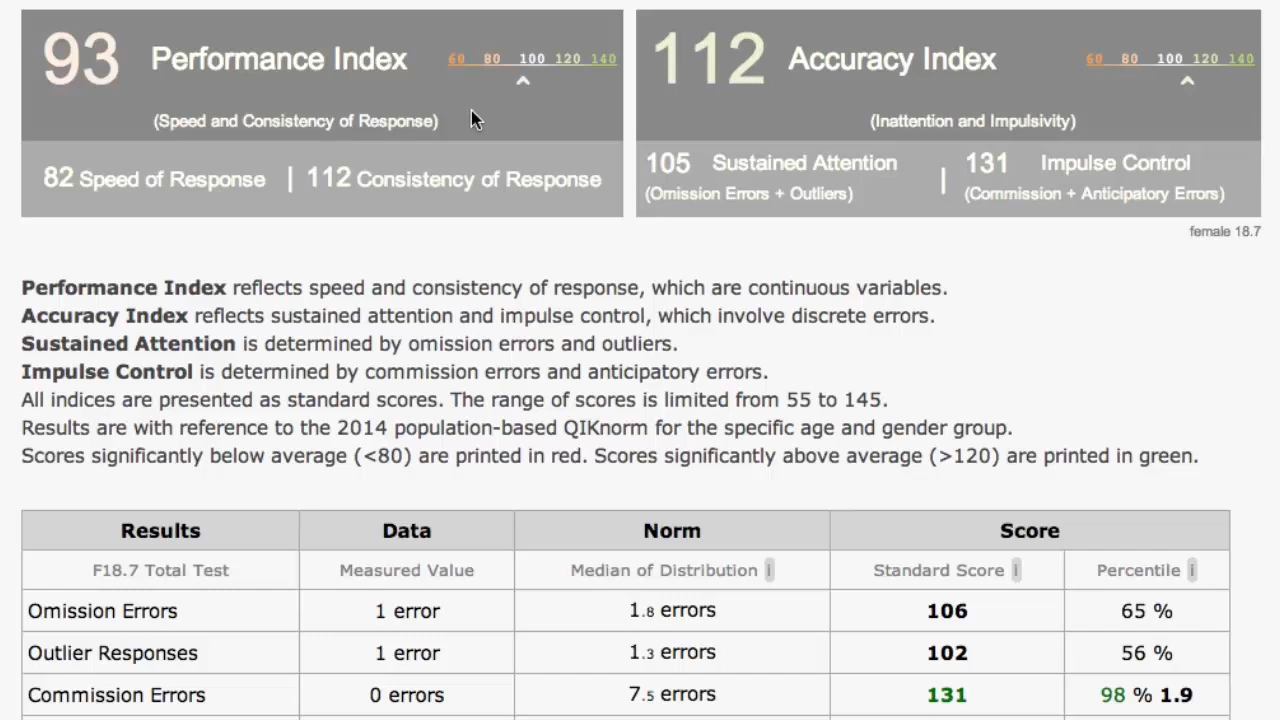 93 Performance Index 60 80 100 120 140
(Speed and Consistency of Response)
82 Speed of Response | 112 Consistency of Response
112 Accuracy Index 60 80 100 120 140
(Inattention and Impulsivity)
105 Sustained Attention | 131 Impulse Control
(Omission Errors + Outliers) (Commission + Anticipatory Errors)
female 18.7
Performance Index reflects speed and consistency of response, which are continuous variables.
Accuracy Index reflects sustained attention and impulse control, which involve discrete errors.
Sustained Attention is determined by omission errors and outliers.
Impulse Control is determined by commission errors and anticipatory errors.
All indices are presented as standard scores. The range of scores is limited from 55 to 145.
Results are with reference to the 2014 population-based QIKnorm for the specific age and gender group.
Scores significantly below average (<80) are printed in red. Scores significantly above average (>120) are printed in green.
Results Data Norm Score
F18.7 Total Test Measured Value Median of Distribution i Standard Score i Percentile i
Omission Errors 1 error 1.8 errors 106 65 %
Outlier Responses 1 error 1.3 errors 102 56 %
Commission Errors 0 errors 7.5 errors 131 98 % 1.9